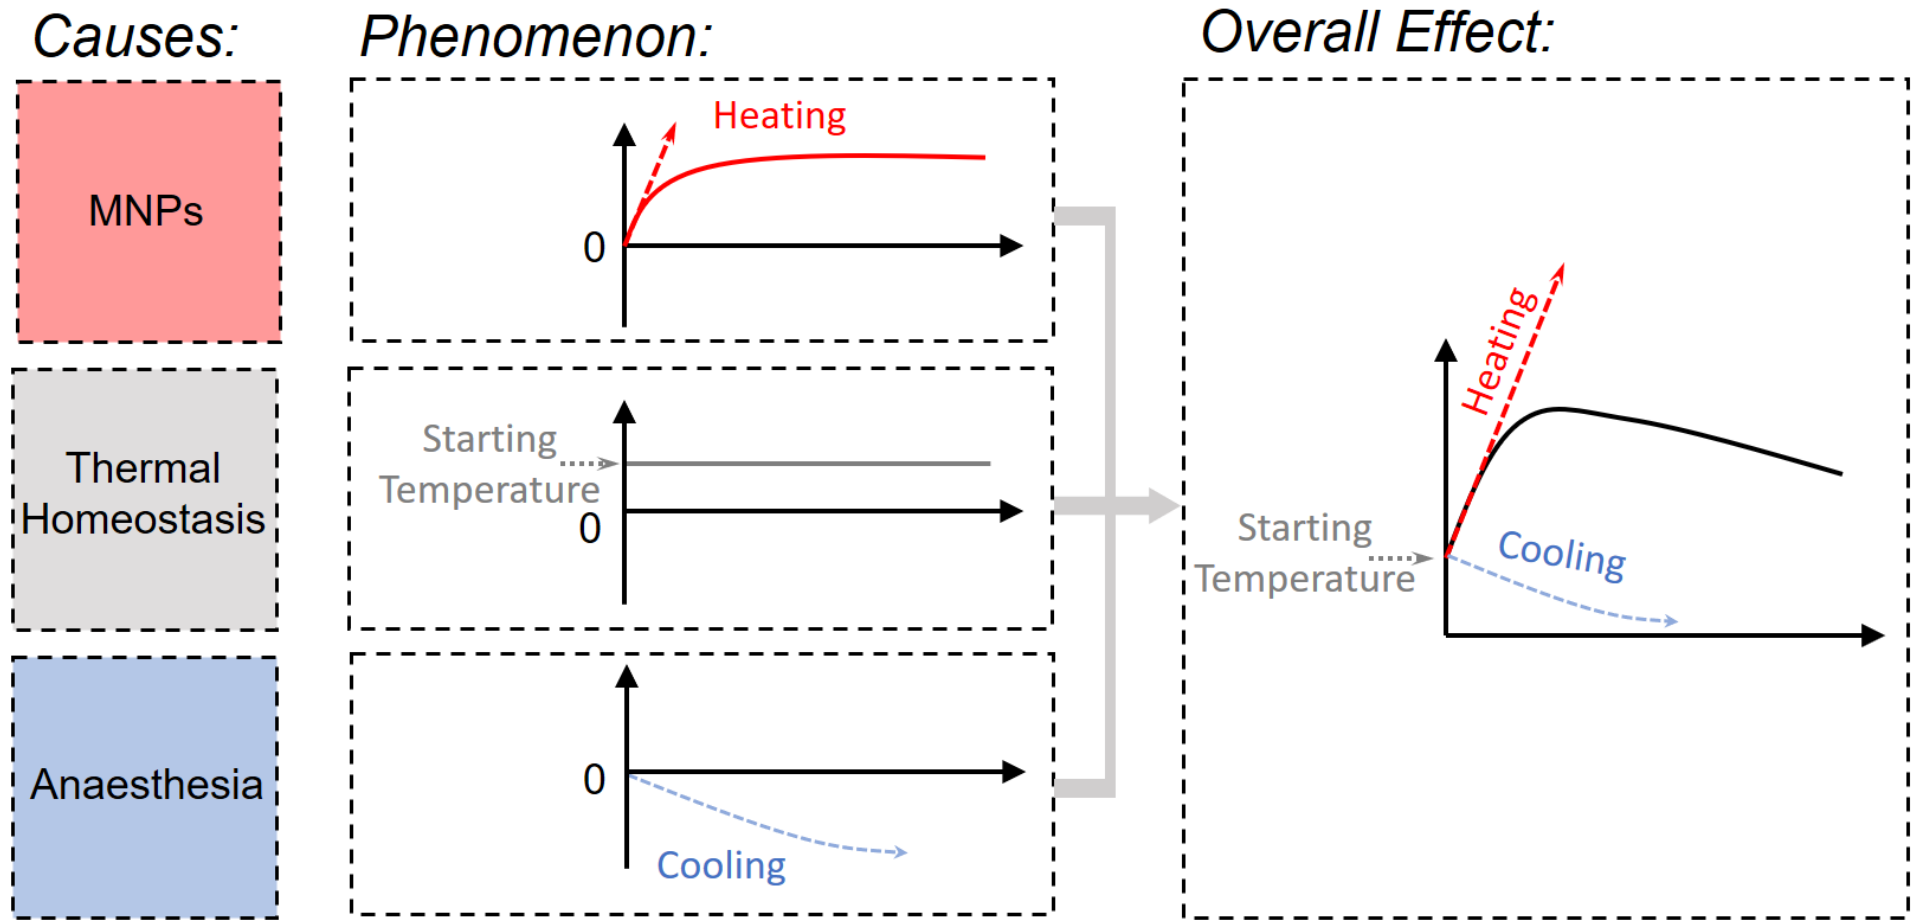 Causes:
Phenomenon:
Overall Effect:
MNPs
Heating
0
Thermal
Homeostasis
Starting
Temperature
0
Anaesthesia
0
Cooling
Heating
Starting
Temperature
Cooling